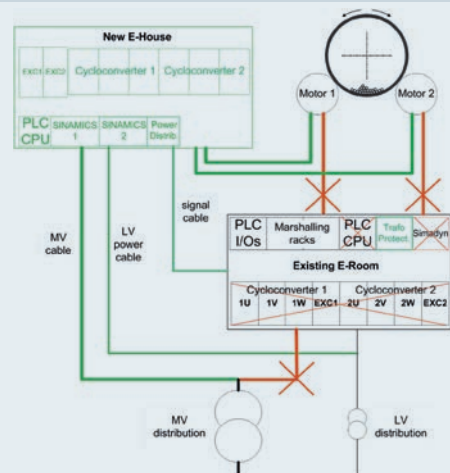 New E-House
EXC1 EXC2 Cycloconverter 1 Cycloconverter 2
PLC CPU SINAMICS 1 SINAMICS 2 Power Distrib.
Motor 1
Motor 2
MV cable
LV power cable
signal cable
PLC I/Os Marshalling racks PLC CPU Trafo Protect. Simadyn
Existing E-Room
Cycloconverter 1 Cycloconverter 2
1U 1V 1W EXC1 2U 2V 2W EXC2
MV distribution
LV distribution